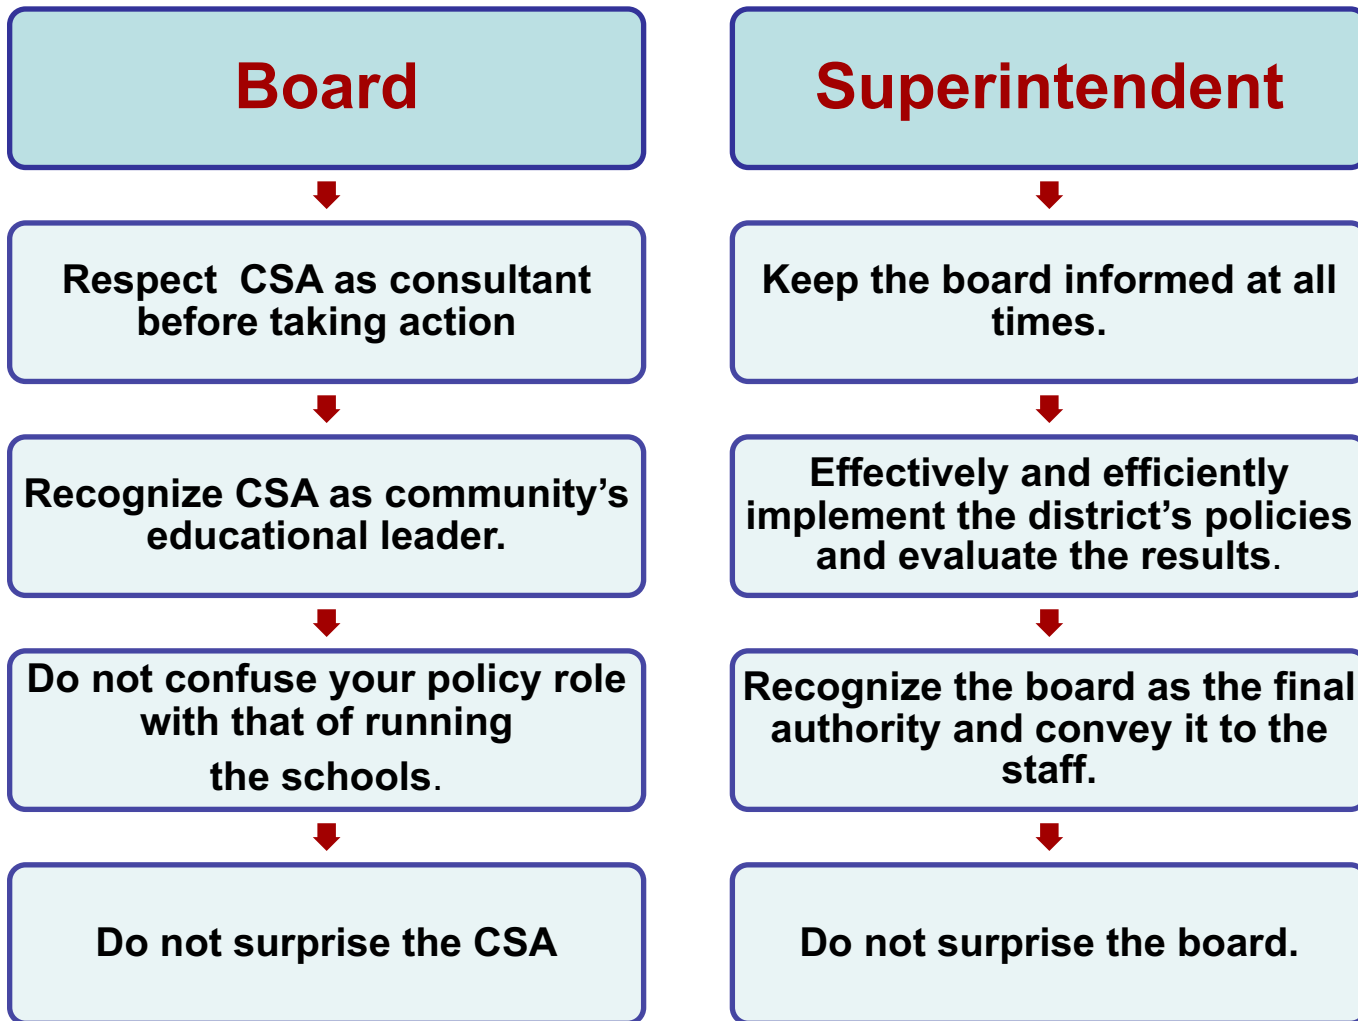 Board
Respect  CSA as consultant
before taking action
Recognize CSA as community’s
educational leader.
Do not confuse your policy role
with that of running
the schools.
Do not surprise the CSA
Superintendent
Keep the board informed at all
times.
Effectively and efficiently
implement the district’s policies
and evaluate the results.
Recognize the board as the final
authority and convey it to the
staff.
Do not surprise the board.